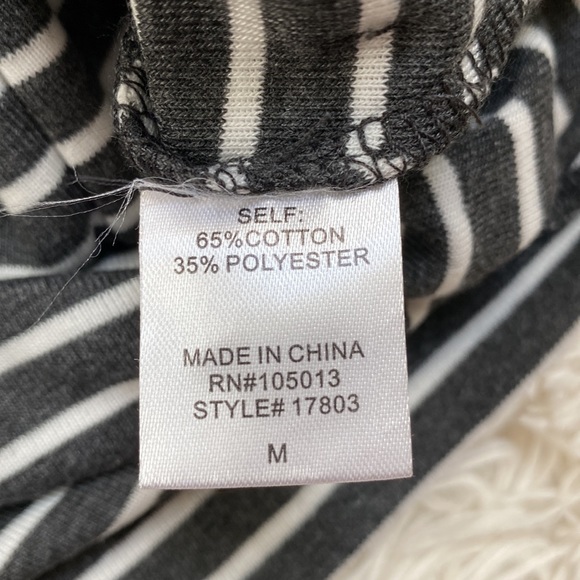 SELF:
65%COTTON
35% POLYESTER
MADE IN CHINA
RN#105013
STYLE# 17803
M